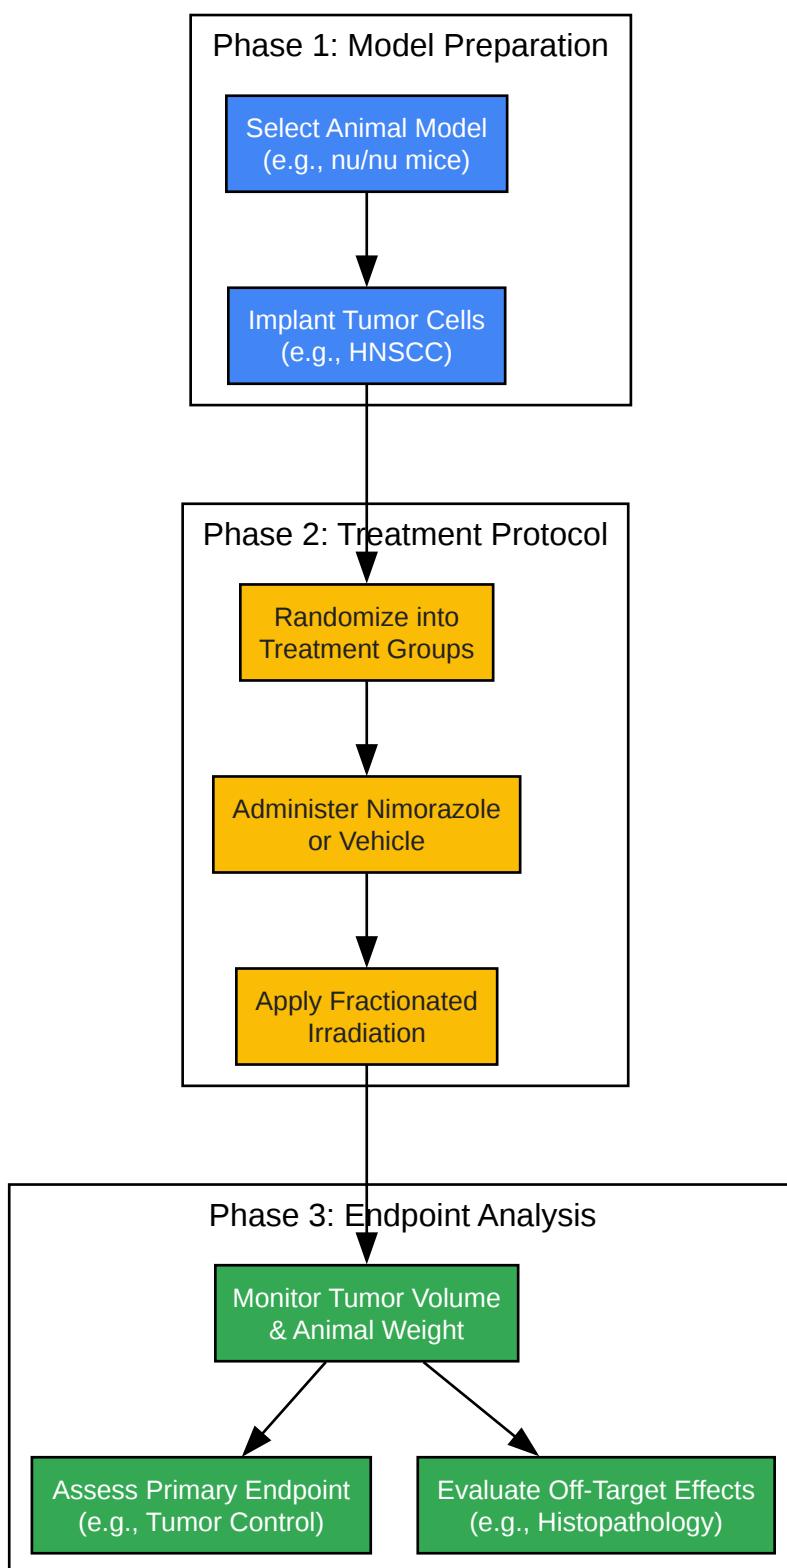 Phase 1: Model Preparation
Select Animal Model
(e.g., nu/nu mice)
Implant Tumor Cells
(e.g., HNSCC)
Phase 2: Treatment Protocol
Randomize into
Treatment Groups
Administer Nimorazole
or Vehicle
Apply Fractionated
Irradiation
Phase 3: Endpoint Analysis
Monitor Tumor Volume
& Animal Weight
Assess Primary Endpoint
(e.g., Tumor Control)
Evaluate Off-Target Effects
(e.g., Histopathology)